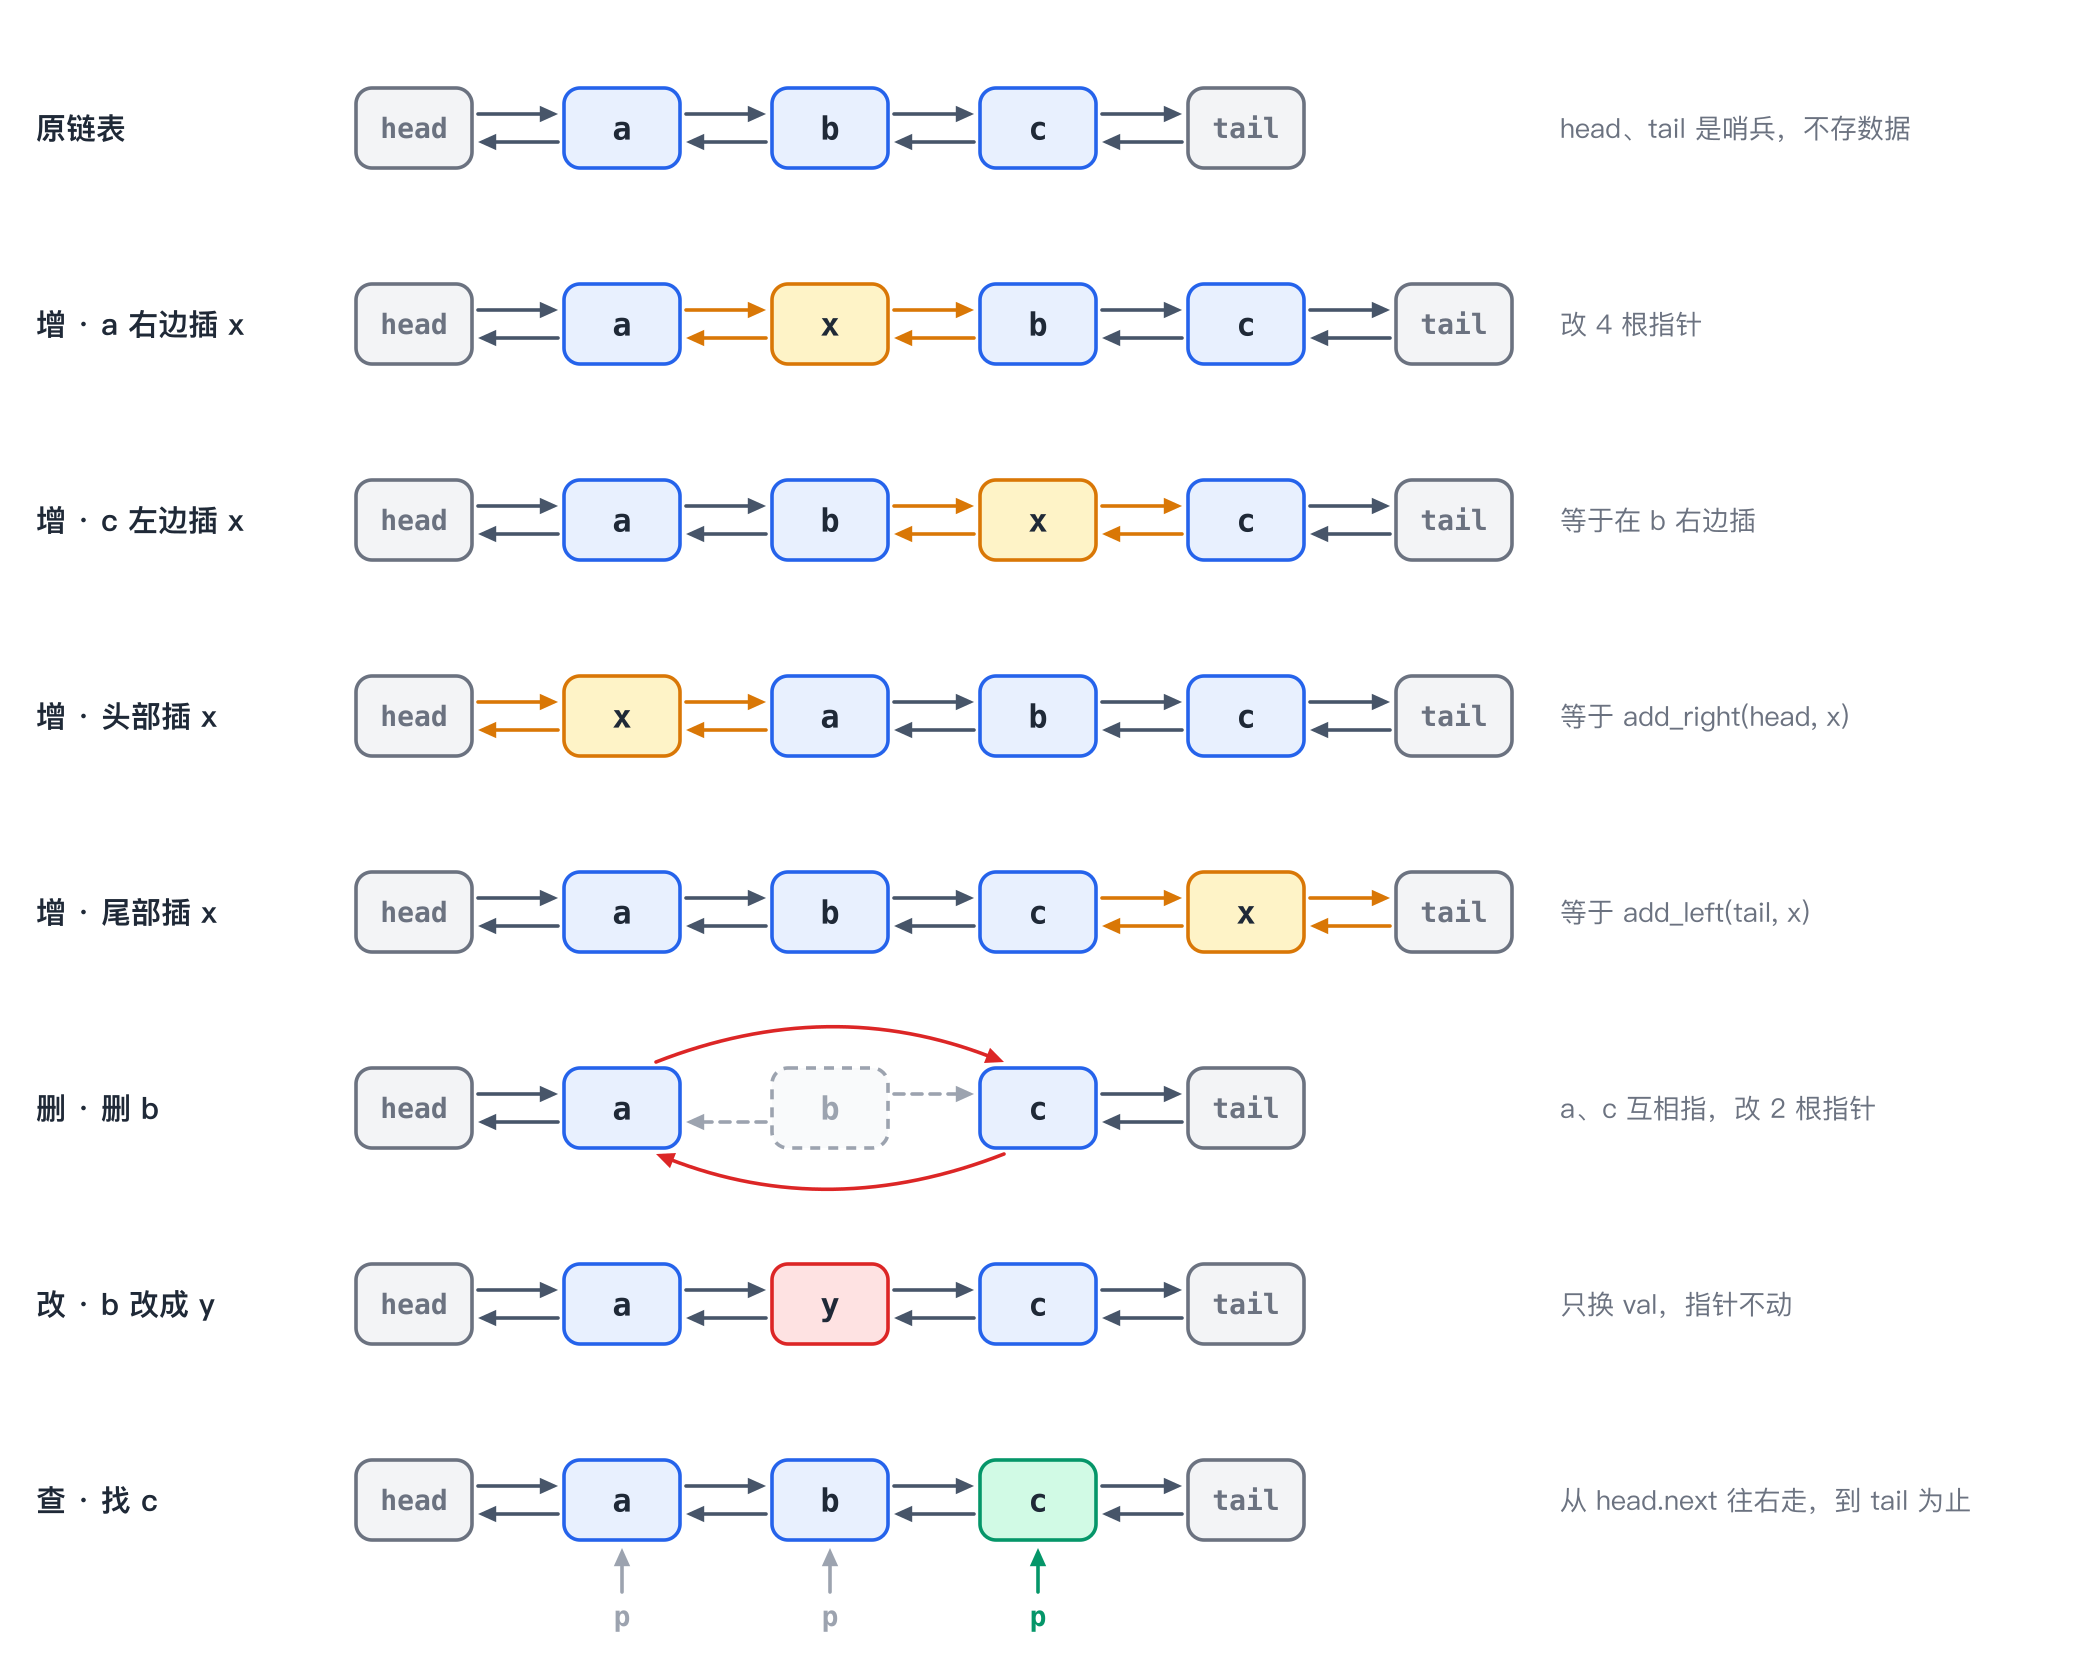 原链表 head a b c tail head、tail 是哨兵，不存数据
增 · a 右边插 x head a x b c tail 改 4 根指针
增 · c 左边插 x head a b x c tail 等于在 b 右边插
增 · 头部插 x head x a b c tail 等于 add_right(head, x)
增 · 尾部插 x head a b c x tail 等于 add_left(tail, x)
删 · 删 b head a b c tail a、c 互相指，改 2 根指针
改 · b 改成 y head a y c tail 只换 val，指针不动
查 · 找 c head a b c tail 从 head.next 往右走，到 tail 为止
p p p